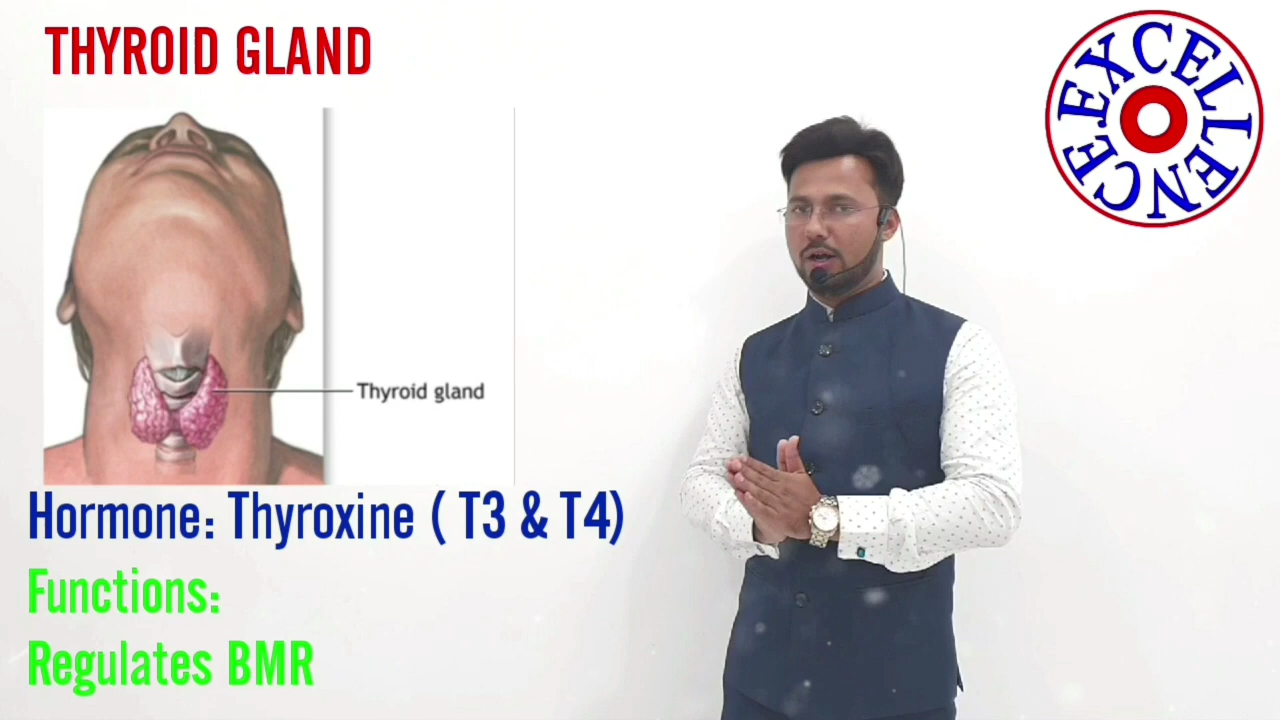 THYROID GLAND
EXCELLENCE.
Thyroid gland
Hormone: Thyroxine ( T3 & T4)
Functions:
Regulates BMR